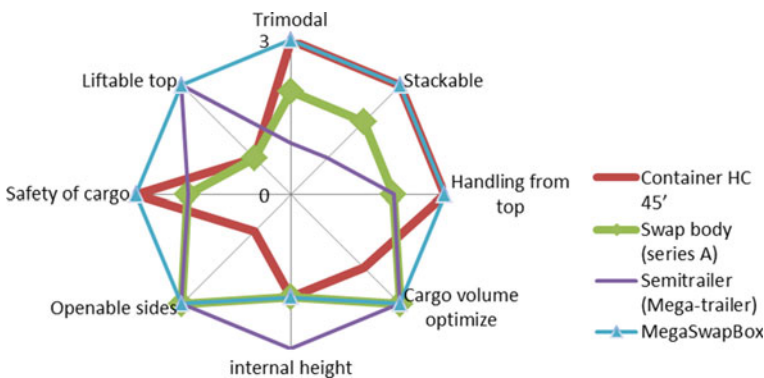 Trimodal
3
Liftable top
Stackable
Safety of cargo
0
Handling from
top
Openable sides
Cargo volume
optimize
internal height
Container HC
45’
Swap body
(series A)
Semitrailer
(Mega-trailer)
MegaSwapBox